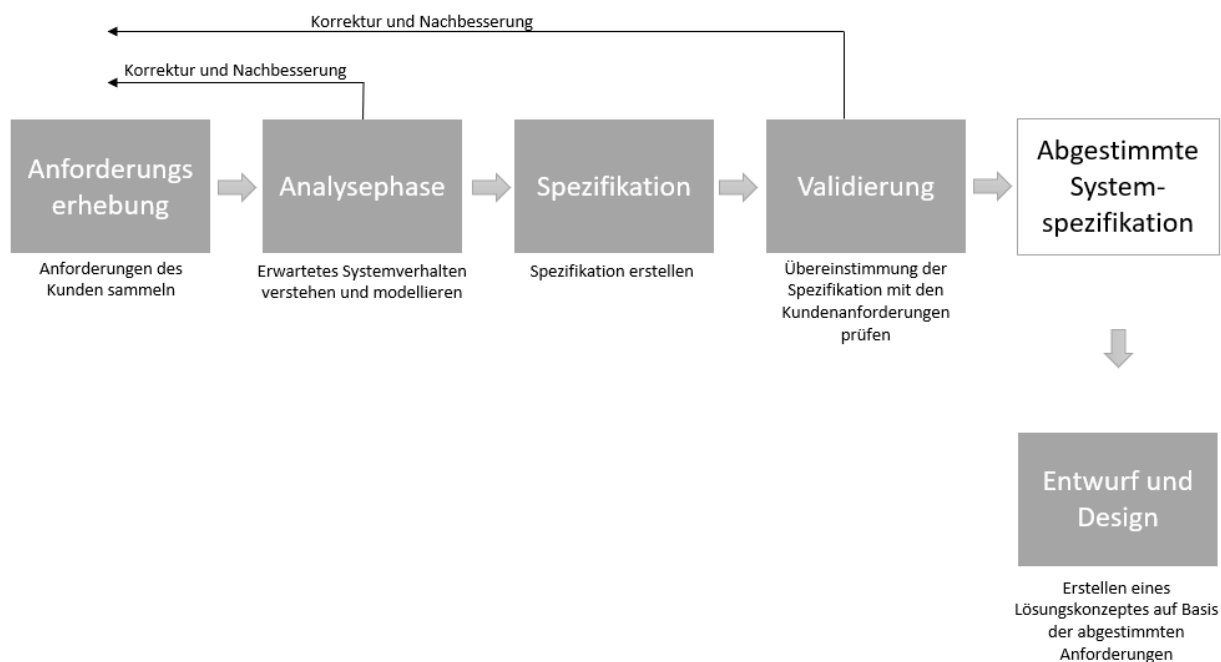 Korrektur und Nachbesserung
Korrektur und Nachbesserung
Anforderungs
erhebung
Anforderungen des
Kunden sammeln
Analysephase
Erwartetes Systemverhalten
verstehen und modellieren
Spezifikation
Spezifikation erstellen
Validierung
Übereinstimmung der
Spezifikation mit den
Kundenanforderungen
prüfen
Abgestimmte
System-
spezifikation
Entwurf und
Design
Erstellen eines
Lösungskonzeptes auf Basis
der abgestimmten
Anforderungen